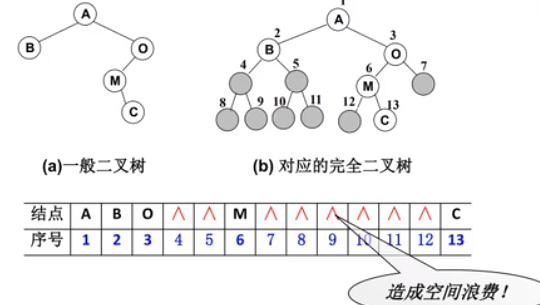 A
B
O
M
C
1
A
2
B
3
O
4
5
6
M
7
8
9
10
11
12
13
C
(a)一般二叉树
(b) 对应的完全二叉树
结点 A B O ∧ ∧ M ∧ ∧ ∧ ∧ ∧ ∧ C
序号 1 2 3 4 5 6 7 8 9 10 11 12 13
造成空间浪费！